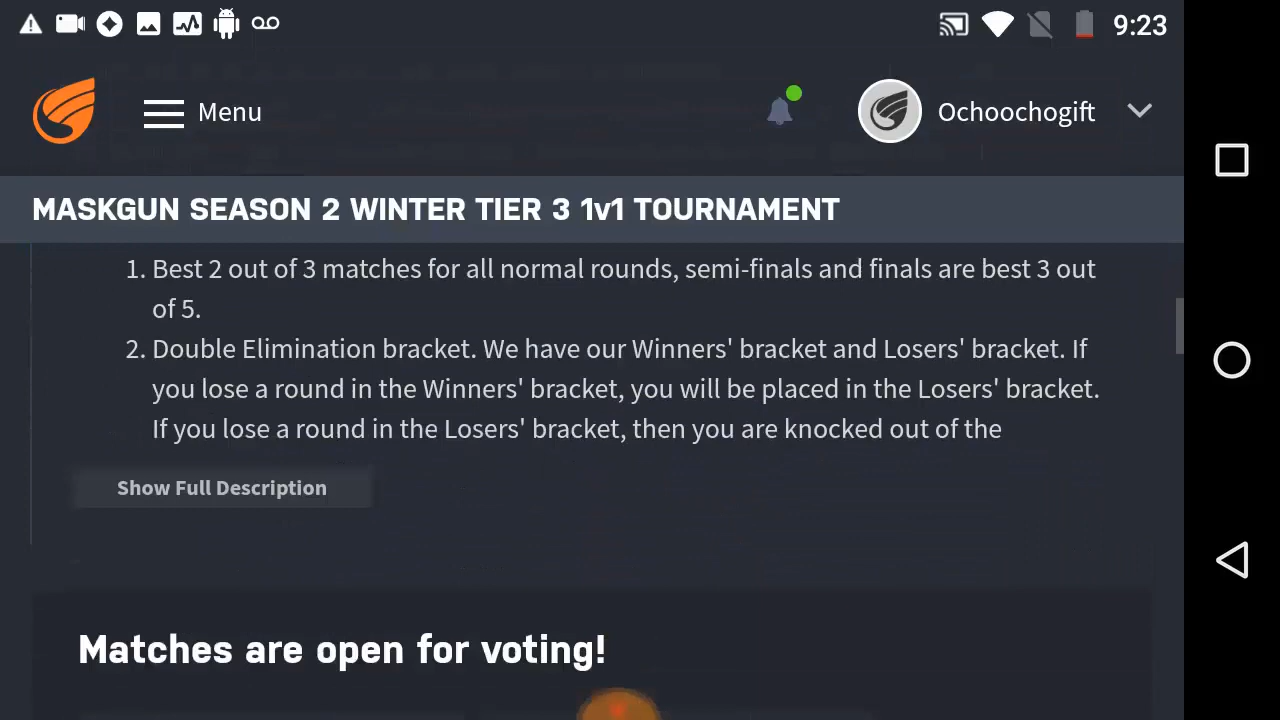 9:23
Menu
Ochoochogift
MASKGUN SEASON 2 WINTER TIER 3 1v1 TOURNAMENT
1. Best 2 out of 3 matches for all normal rounds, semi-finals and finals are best 3 out
of 5.
2. Double Elimination bracket. We have our Winners' bracket and Losers' bracket. If
you lose a round in the Winners' bracket, you will be placed in the Losers' bracket.
If you lose a round in the Losers' bracket, then you are knocked out of the
Show Full Description
Matches are open for voting!